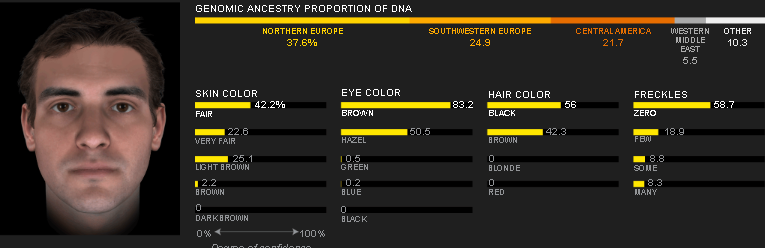 GENOMIC ANCESTRY PROPORTION OF DNA
NORTHERN EUROPE
37.6%
SOUTHWESTERN EUROPE
24.9
CENTRAL AMERICA
21.7
WESTERN
MIDDLE
EAST
5.5
OTHER
10.3
SKIN COLOR
42.2%
FAIR
22.6
VERY FAIR
25.1
LIGHT BROWN
2.2
BROWN
0
DARK BROWN
0% 100%
Degree of confidence
EYE COLOR
83.2
BROWN
50.5
HAZEL
0.5
GREEN
0.2
BLUE
0
BLACK
HAIR COLOR
56
BLACK
42.3
BROWN
0
BLONDE
0
RED
FRECKLES
58.7
ZERO
18.9
FEW
8.8
SOME
8.3
MANY